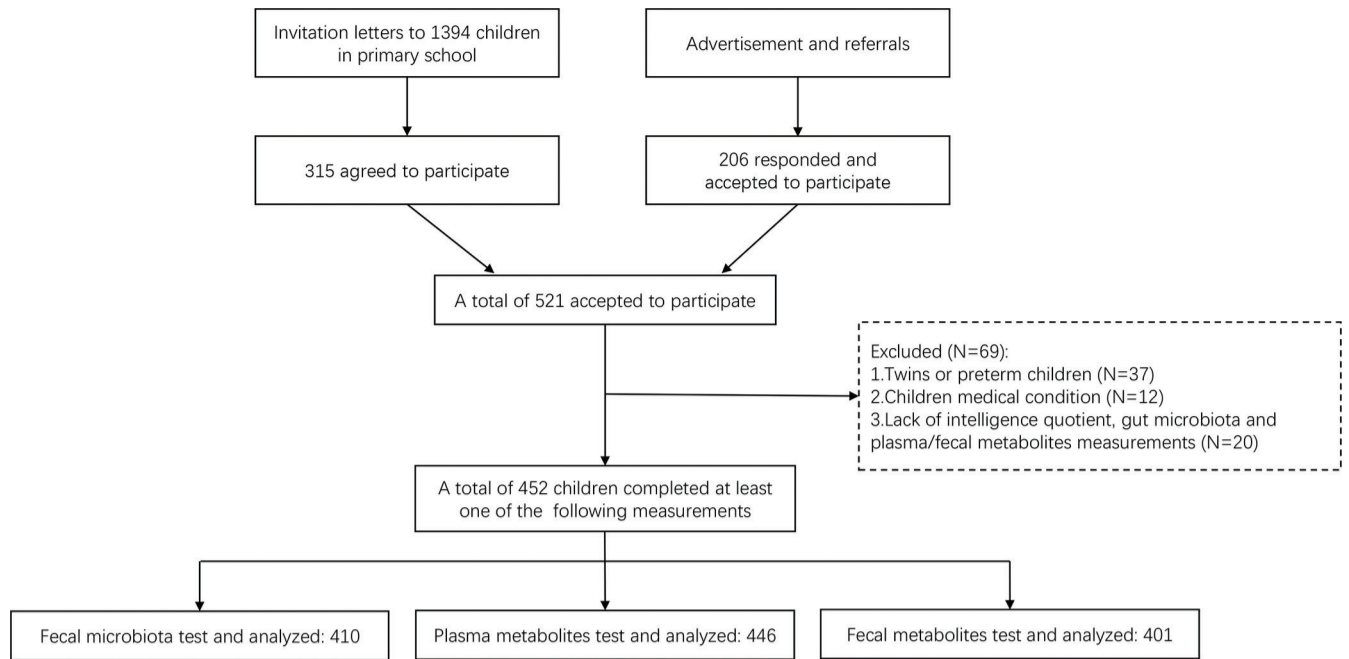 Invitation letters to 1394 children
in primary school
Advertisement and referrals
315 agreed to participate
206 responded and
accepted to participate
A total of 521 accepted to participate
Excluded (N=69):
1.Twins or preterm children (N=37)
2.Children medical condition (N=12)
3.Lack of intelligence quotient, gut microbiota and
plasma/fecal metabolites measurements (N=20)
A total of 452 children completed at least
one of the following measurements
Fecal microbiota test and analyzed: 410
Plasma metabolites test and analyzed: 446
Fecal metabolites test and analyzed: 401